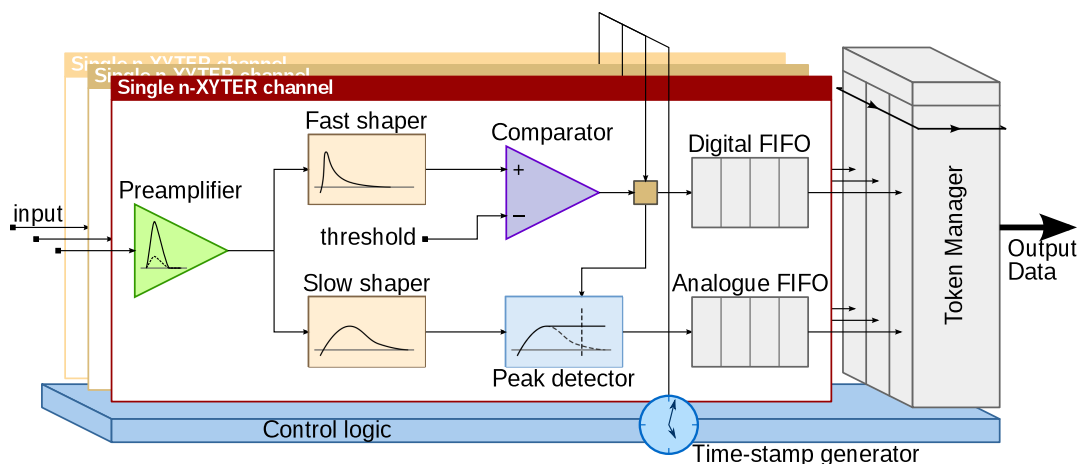 Single n-XYTER channel
Single n-XYTER channel
Single n-XYTER channel
Fast shaper
Comparator
Digital FIFO
Preamplifier
+
input
−
threshold
Token Manager
Output
Data
Slow shaper
Analogue FIFO
Peak detector
Control logic
Time-stamp generator